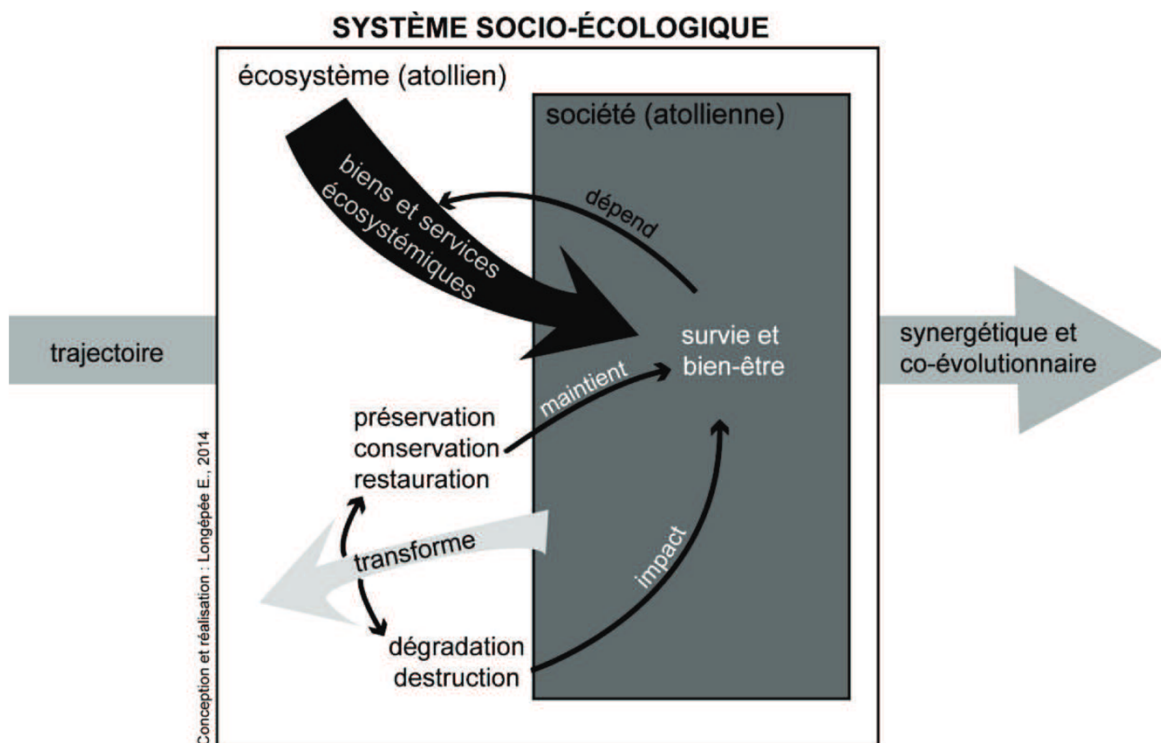 SYSTÈME SOCIO-ÉCOLOGIQUE
écosystème (atollien)
société (atollienne)
biens et services
écosystémiques
dépend
trajectoire
survie et
bien-être
synergétique et
co-évolutionnaire
maintient
préservation
conservation
restauration
transforme
impact
dégradation
destruction
Conception et réalisation : Longépée E., 2014